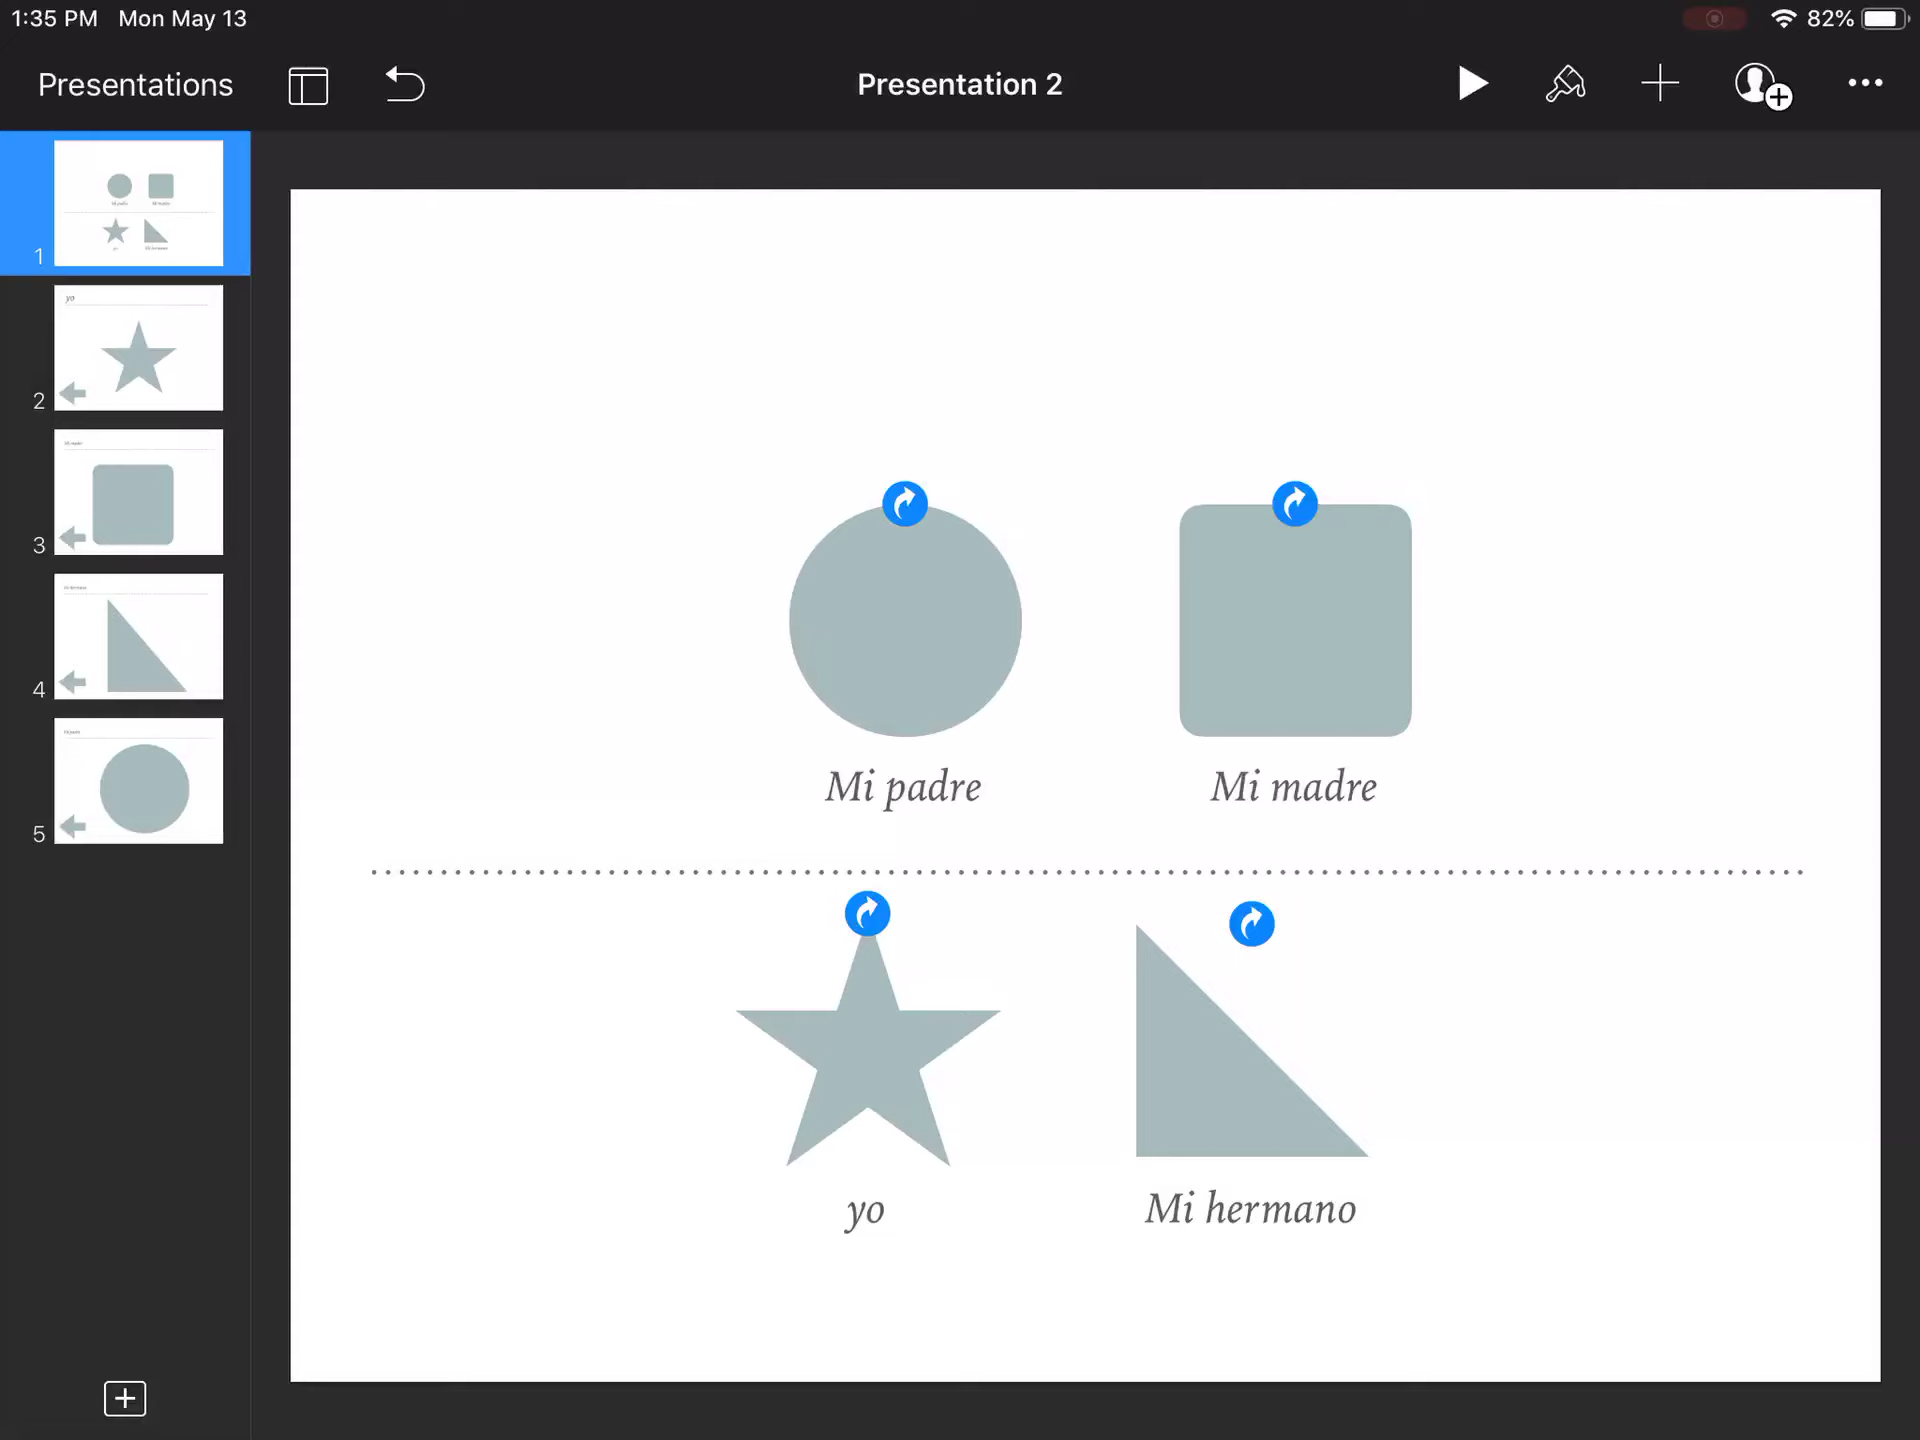 1:35 PM Mon May 13
82%
Presentations
Presentation 2
1
yo
2
3
4
5
Mi padre
Mi madre
yo
Mi hermano